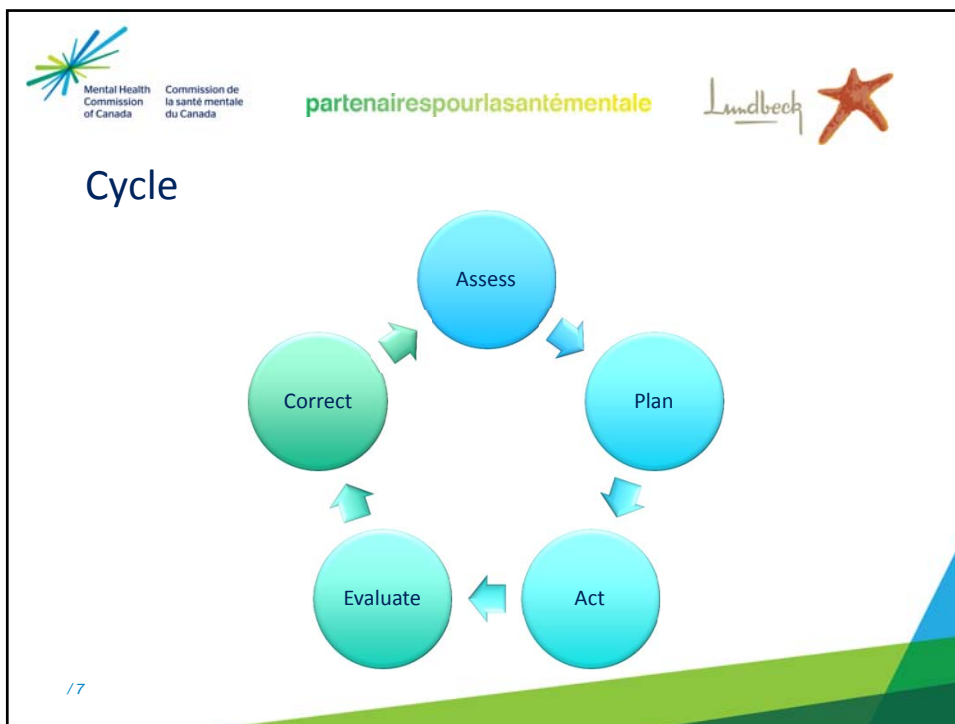 Mental Health
Commission
of Canada
Commission de
la santé mentale
du Canada
partenairespourlasantémentale
Lundbeck
Cycle
Assess
Plan
Act
Evaluate
Correct
/ 7